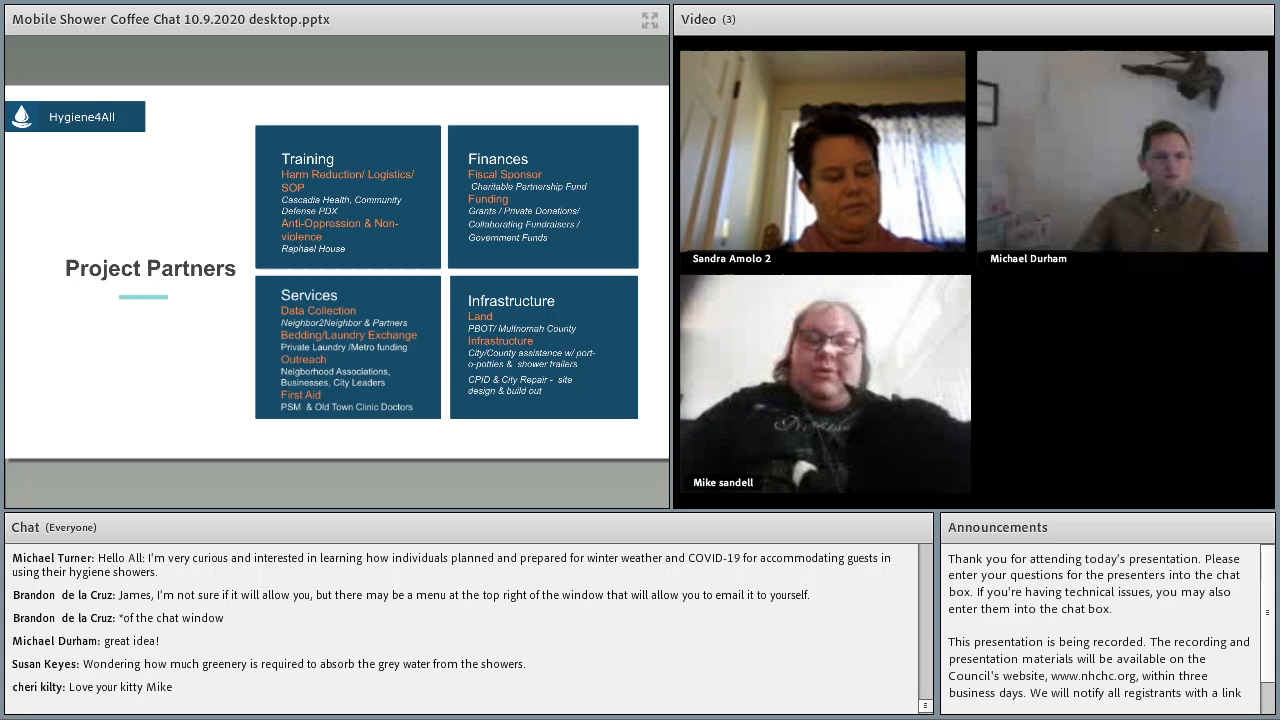 Mobile Shower Coffee Chat 10.9.2020 desktop.pptx
Hygiene4All
Project Partners
Training
Harm Reduction/ Logistics/
SOP
Cascadia Health, Community
Defense PDX
Anti-Oppression & Non-
violence
Raphael House
Finances
Fiscal Sponsor
Charitable Partnership Fund
Funding
Grants / Private Donations/
Collaborating Fundraisers /
Government Funds
Services
Data Collection
Neighbor2Neighbor & Partners
Bedding/Laundry Exchange
Private Laundry /Metro funding
Outreach
Neigborhood Associations,
Businesses, City Leaders
First Aid
PSM & Old Town Clinic Doctors
Infrastructure
Land
PBOT/ Multnomah County
Infrastructure
City/County assistance w/ port-
o-potties & shower trailers
CPID & City Repair - site
design & build out
Video (3)
Sandra Amolo 2
Michael Durham
Mike sandell
Chat (Everyone)
Michael Turner: Hello All: I'm very curious and interested in learning how individuals planned and prepared for winter weather and COVID-19 for accommodating guests in
using their hygiene showers.
Brandon de la Cruz: James, I'm not sure if it will allow you, but there may be a menu at the top right of the window that will allow you to email it to yourself.
Brandon de la Cruz: *of the chat window
Michael Durham: great idea!
Susan Keyes: Wondering how much greenery is required to absorb the grey water from the showers.
cheri kilty: Love your kitty Mike
Announcements
Thank you for attending today's presentation. Please
enter your questions for the presenters into the chat
box. If you're having technical issues, you may also
enter them into the chat box.
This presentation is being recorded. The recording and
presentation materials will be available on the
Council's website, www.nhchc.org, within three
business days. We will notify all registrants with a link